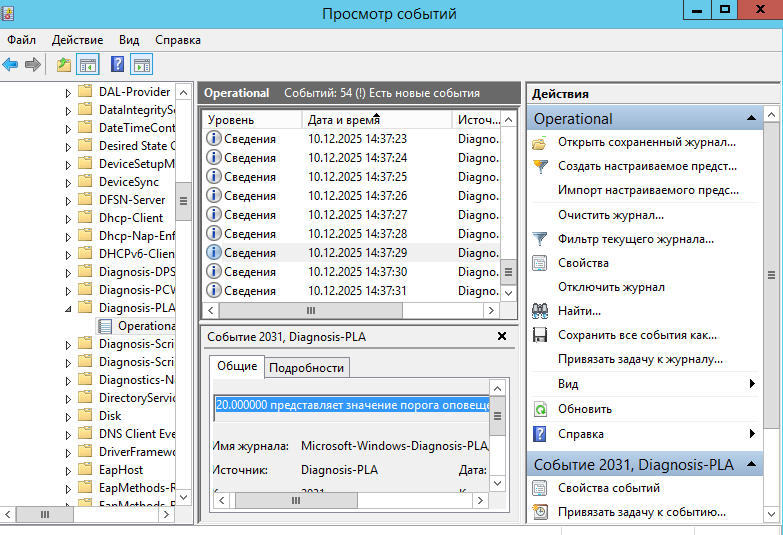 Просмотр событий
Файл Действие Вид Справка
DAL-Provider
DataIntegritySe
DateTimeCont
Desired State C
DeviceSetupM
DeviceSync
DFSN-Server
Dhcp-Client
Dhcp-Nap-Enf
DHCPv6-Clien
Diagnosis-DPS
Diagnosis-PCW
Diagnosis-PLA
Operationa
Diagnosis-Scri
Diagnosis-Scri
Diagnostics-N
DirectoryServic
Disk
DNS Client Eve
DriverFramewo
EapHost
EapMethods-R
EapMethods-R
Operational Событий: 54 (!) Есть новые события
Уровень Дата и время Источ...
Сведения 10.12.2025 14:37:23 Diagno...
Сведения 10.12.2025 14:37:24 Diagno...
Сведения 10.12.2025 14:37:25 Diagno...
Сведения 10.12.2025 14:37:26 Diagno...
Сведения 10.12.2025 14:37:27 Diagno...
Сведения 10.12.2025 14:37:28 Diagno...
Сведения 10.12.2025 14:37:29 Diagno...
Сведения 10.12.2025 14:37:30 Diagno...
Сведения 10.12.2025 14:37:31 Diagno...
Событие 2031, Diagnosis-PLA
Общие Подробности
20.000000 представляет значение порога оповеще
Имя журнала: Microsoft-Windows-Diagnosis-PLA,
Источник: Diagnosis-PLA Дата:
2031
Действия
Operational
Открыть сохраненный журнал...
Создать настраиваемое предст...
Импорт настраиваемого предс...
Очистить журнал...
Фильтр текущего журнала...
Свойства
Отключить журнал
Найти...
Сохранить все события как...
Привязать задачу к журналу...
Вид
Обновить
Справка
Событие 2031, Diagnosis-PLA
Свойства событий
Привязать задачу к событию...